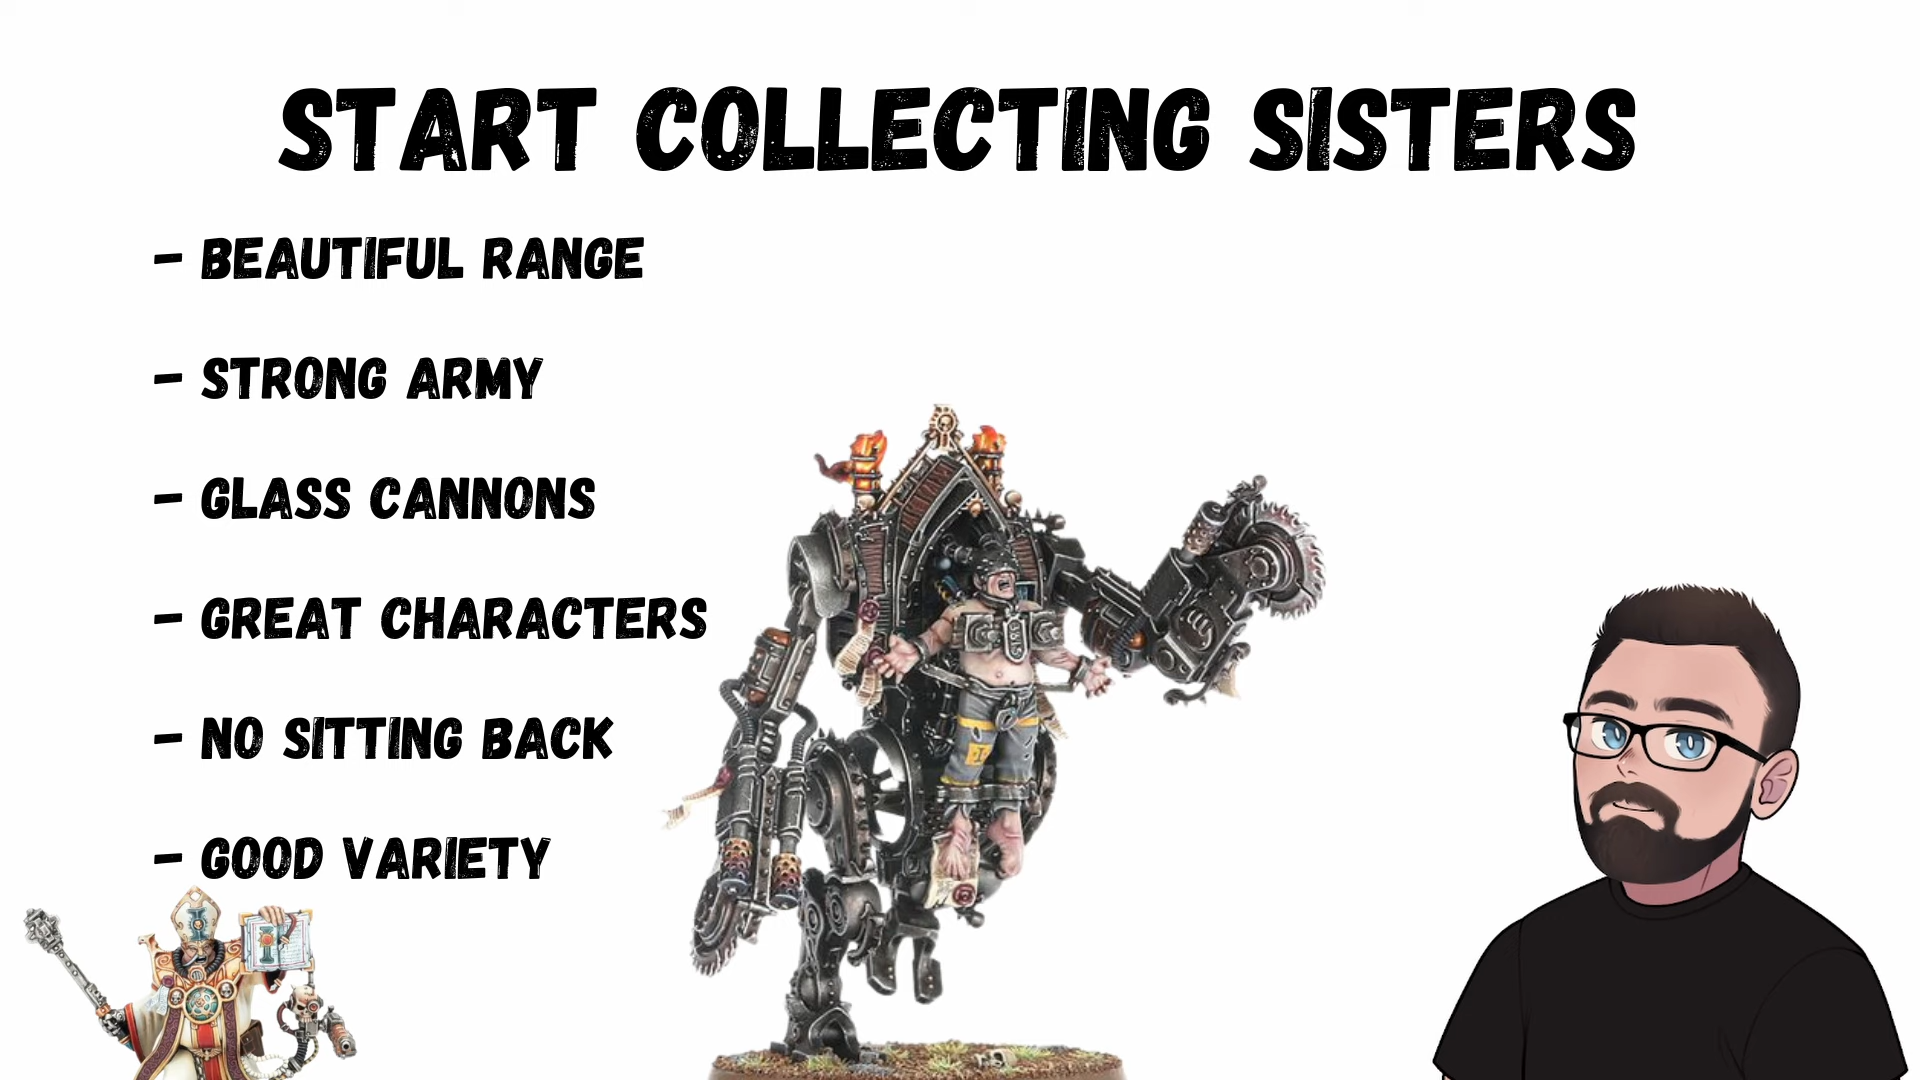 START COLLECTING SISTERS
- BEAUTIFUL RANGE
- STRONG ARMY
- GLASS CANNONS
- GREAT CHARACTERS
- NO SITTING BACK
- GOOD VARIETY